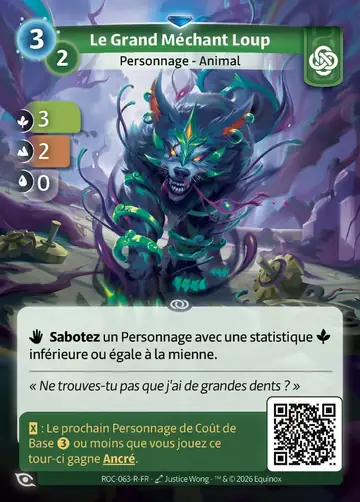 3
Le Grand Méchant Loup
2
Personnage - Animal
3
2
0
Sabotez un Personnage avec une statistique
inférieure ou égale à la mienne.
« Ne trouves-tu pas que j'ai de grandes dents ? »
X : Le prochain Personnage de Coût de
Base 3 ou moins que vous jouez ce
tour-ci gagne Ancré.
ROC-063-R-FR - Justice Wong - ™ & © 2026 Equinox